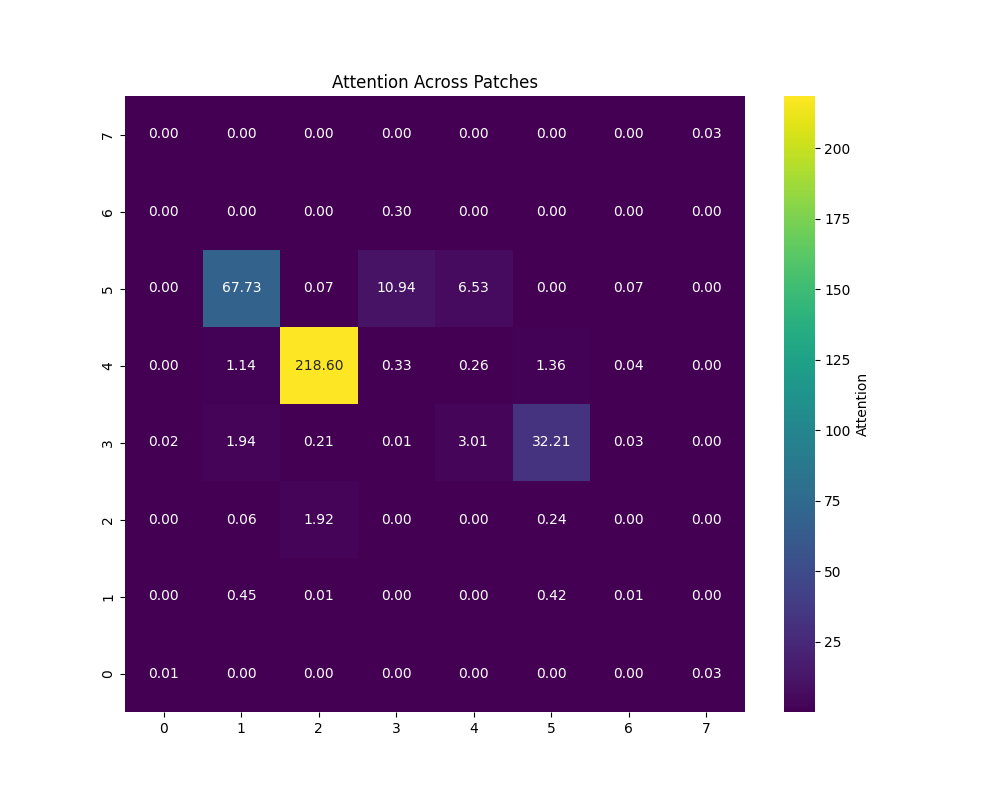 Attention Across Patches
7 0.00 0.00 0.00 0.00 0.00 0.00 0.00 0.03
6 0.00 0.00 0.00 0.30 0.00 0.00 0.00 0.00
5 0.00 67.73 0.07 10.94 6.53 0.00 0.07 0.00
4 0.00 1.14 218.60 0.33 0.26 1.36 0.04 0.00
3 0.02 1.94 0.21 0.01 3.01 32.21 0.03 0.00
2 0.00 0.06 1.92 0.00 0.00 0.24 0.00 0.00
1 0.00 0.45 0.01 0.00 0.00 0.42 0.01 0.00
0 0.01 0.00 0.00 0.00 0.00 0.00 0.00 0.03
0 1 2 3 4 5 6 7
200
175
150
125
100
75
50
25
Attention